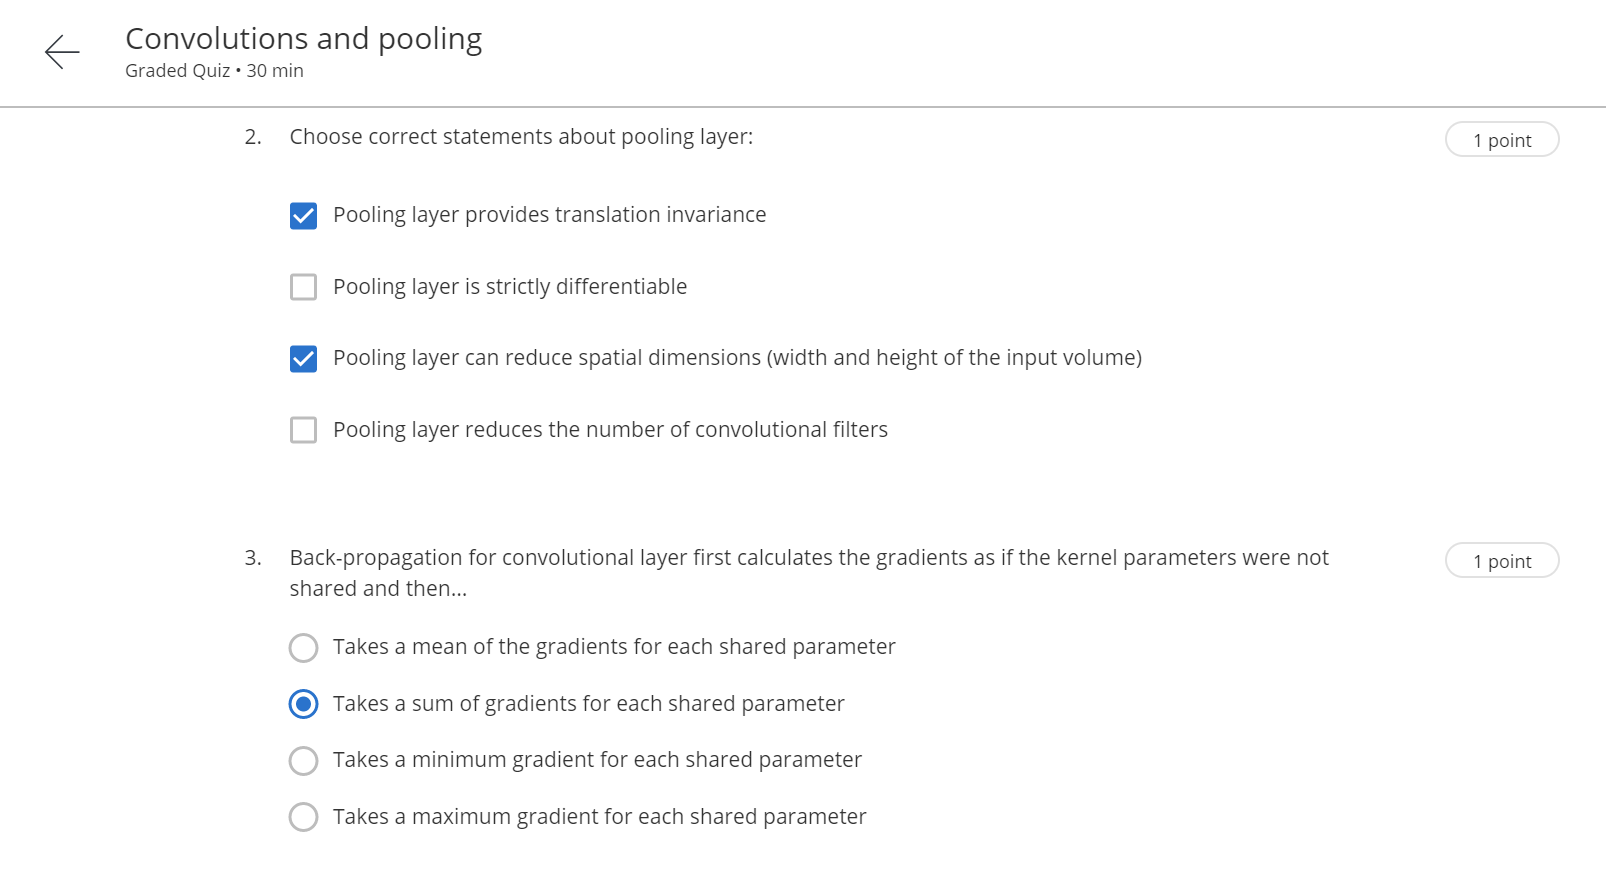 Convolutions and pooling
Graded Quiz • 30 min
2. Choose correct statements about pooling layer:
1 point
Pooling layer provides translation invariance
Pooling layer is strictly differentiable
Pooling layer can reduce spatial dimensions (width and height of the input volume)
Pooling layer reduces the number of convolutional filters
3. Back-propagation for convolutional layer first calculates the gradients as if the kernel parameters were not
1 point
shared and then...
Takes a mean of the gradients for each shared parameter
Takes a sum of gradients for each shared parameter
Takes a minimum gradient for each shared parameter
Takes a maximum gradient for each shared parameter